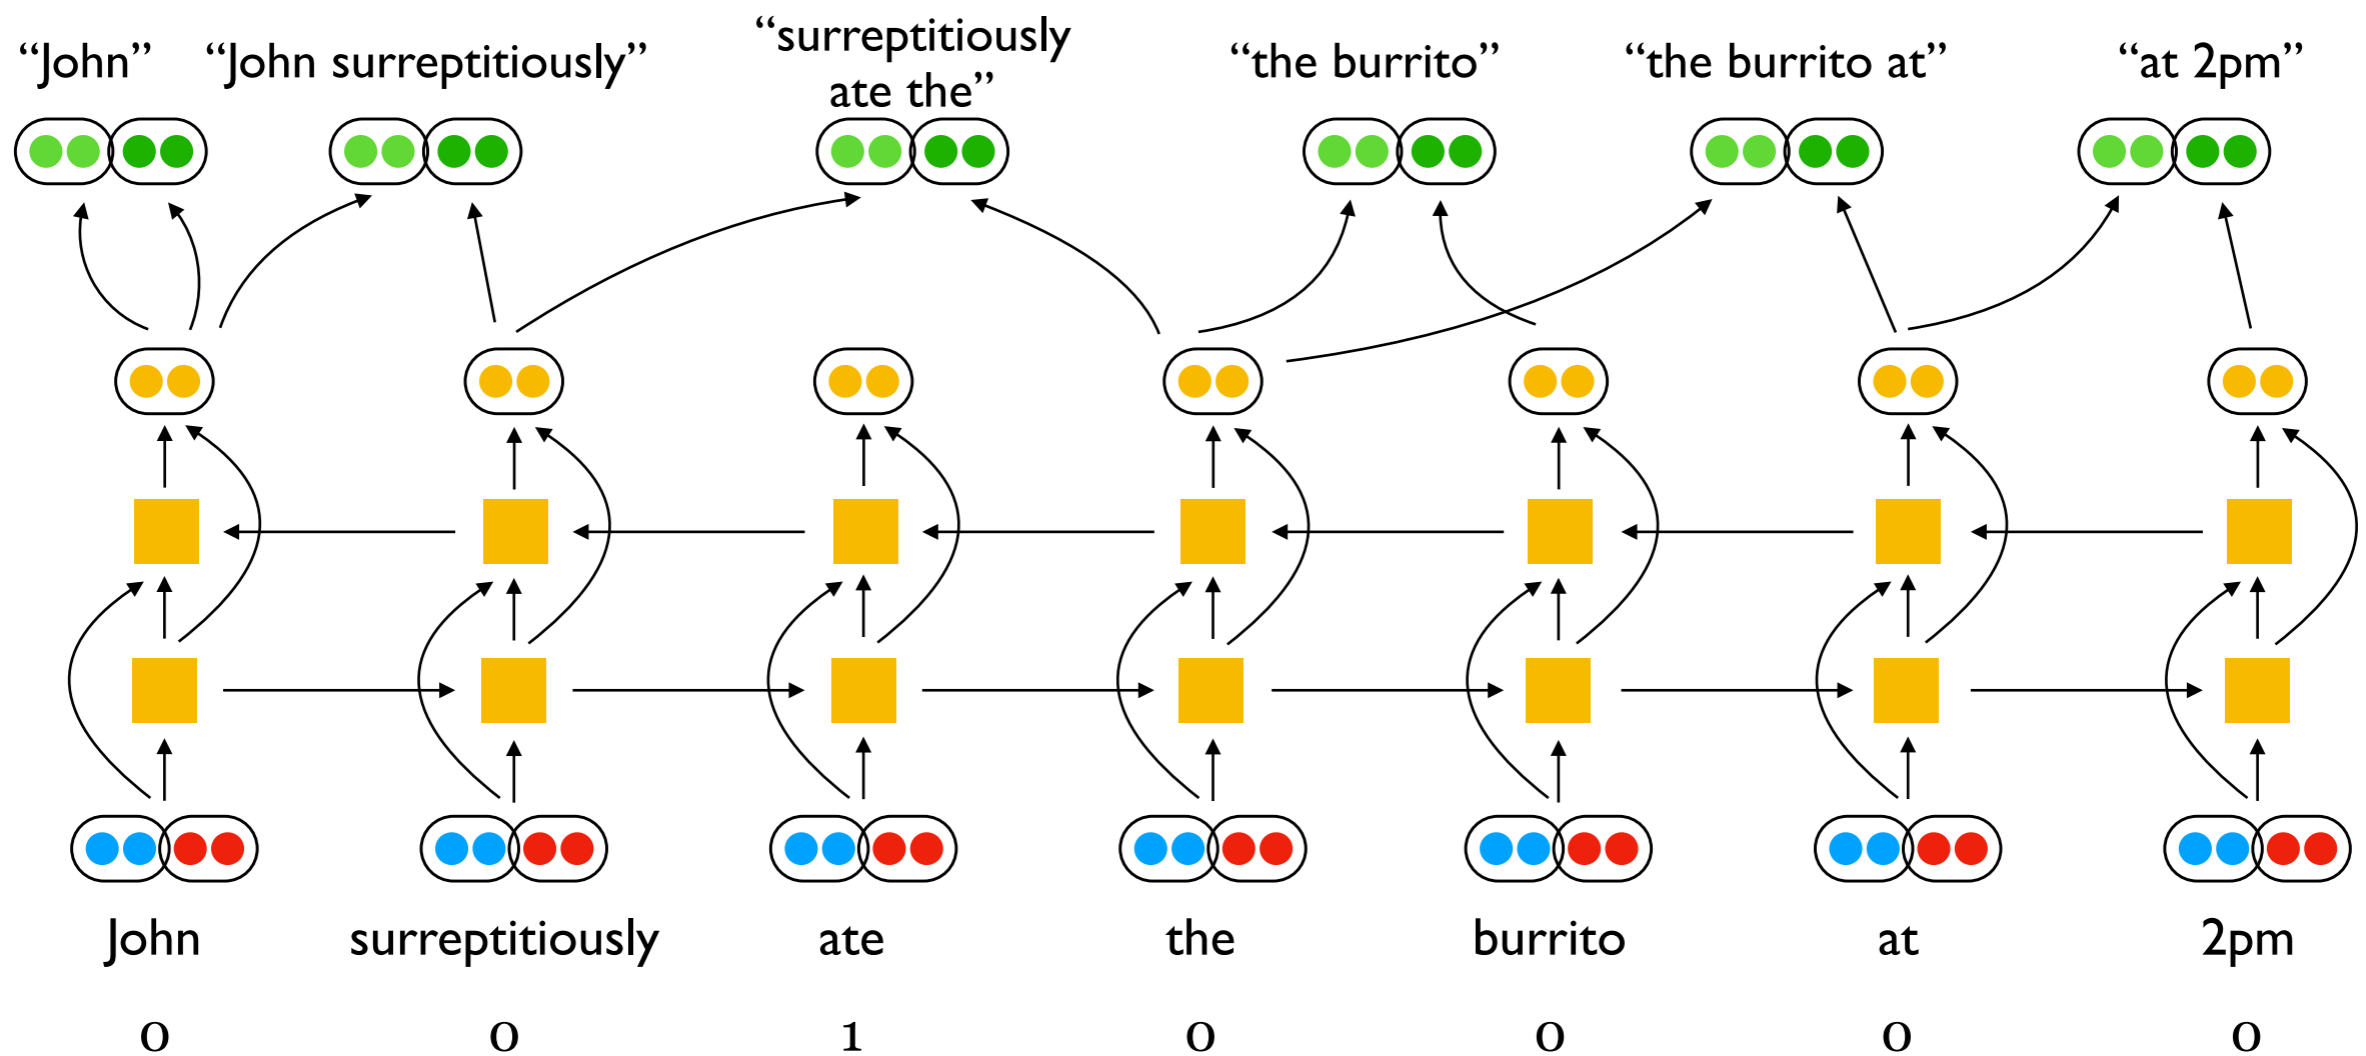 “John” “John surreptitiously” “surreptitiously
ate the” “the burrito” “the burrito at” “at 2pm”
John surreptitiously ate the burrito at 2pm
0 0 1 0 0 0 0